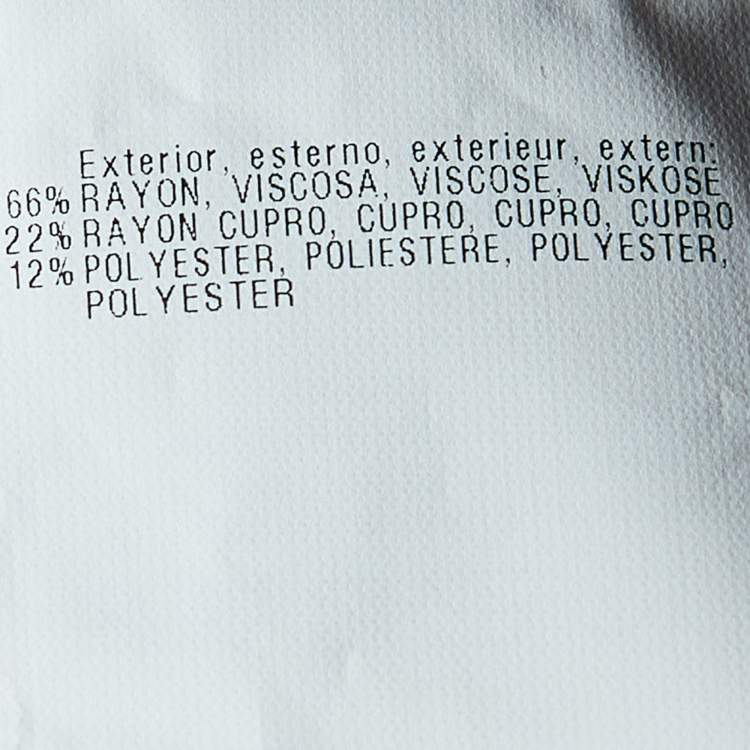 Exterior, esterno, exterieur, extern:
66% RAYON, VISCOSA, VISCOSE, VISKOSE
22% RAYON CUPRO, CUPRO, CUPRO, CUPRO
12% POLYESTER, POLIESTERE, POLYESTER,
POLYESTER